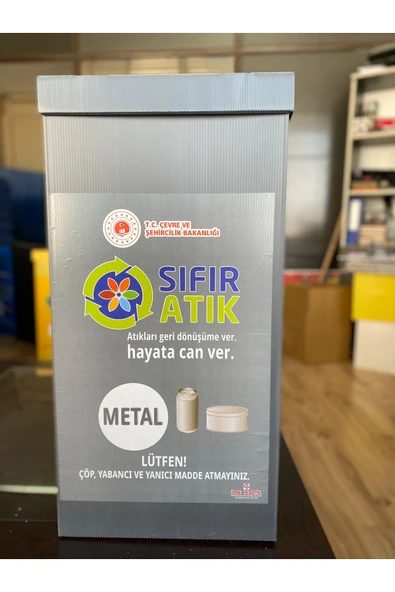 T.C. ÇEVRE VE
ŞEHİRCİLİK BAKANLIĞI
SIFIR
ATIK
Atıkları geri dönüşüme ver.
hayata can ver.
METAL
LÜTFEN!
ÇÖP, YABANCI VE YANICI MADDE ATMAYINIZ.